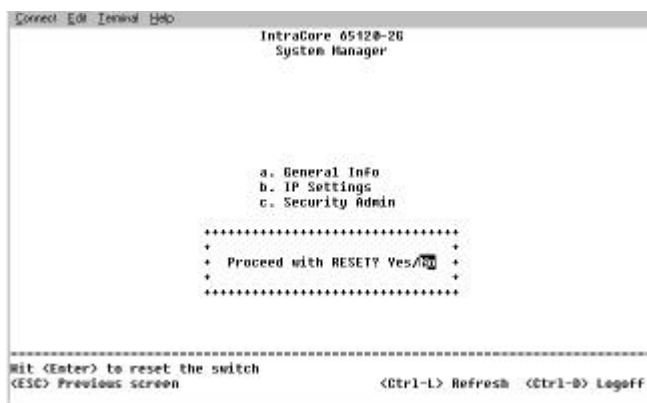 Connect Edit Terminal Help
IntraCore 65120-2G
System Manager
a. General Info
b. IP Settings
c. Security Admin
+++++++++++++++++++++++++++++++++
+ +
+ Proceed with RESET? Yes/No +
+ +
+++++++++++++++++++++++++++++++++
Hit <Enter> to reset the switch
<ESC> Previous screen <Ctrl-L> Refresh <Ctrl-D> Logoff